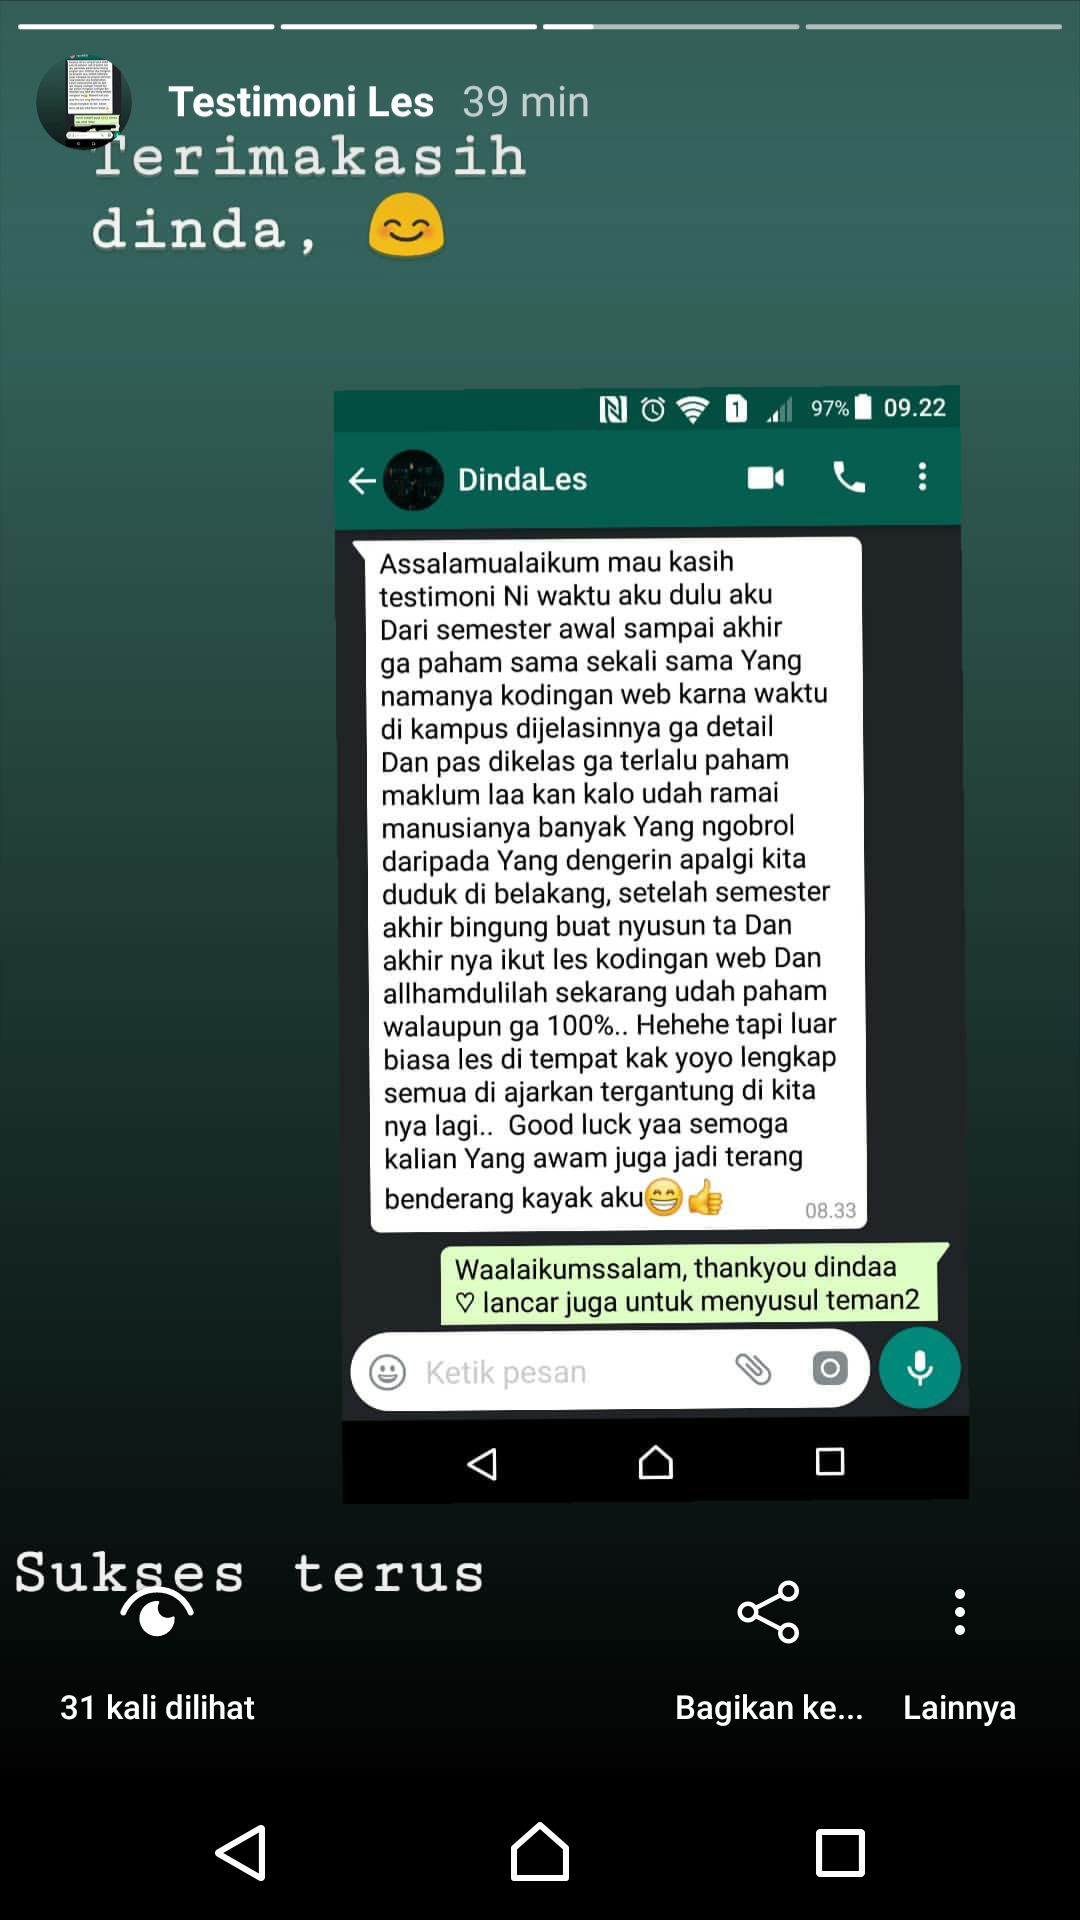 Testimoni Les 39 min
Terimakasih
dinda, 😊
1 97% 09.22
DindaLes
Assalamualaikum mau kasih
testimoni Ni waktu aku dulu aku
Dari semester awal sampai akhir
ga paham sama sekali sama Yang
namanya kodingan web karna waktu
di kampus dijelasinnya ga detail
Dan pas dikelas ga terlalu paham
maklum laa kan kalo udah ramai
manusianya banyak Yang ngobrol
daripada Yang dengerin apalgi kita
duduk di belakang, setelah semester
akhir bingung buat nyusun ta Dan
akhir nya ikut les kodingan web Dan
allhamdulilah sekarang udah paham
walaupun ga 100%.. Hehehe tapi luar
biasa les di tempat kak yoyo lengkap
semua di ajarkan tergantung di kita
nya lagi.. Good luck yaa semoga
kalian Yang awam juga jadi terang
benderang kayak aku😁👍
08.33
Waalaikumssalam, thankyou dindaa
♡ lancar juga untuk menyusul teman2
Ketik pesan
Sukses terus
31 kali dilihat
Bagikan ke...
Lainnya